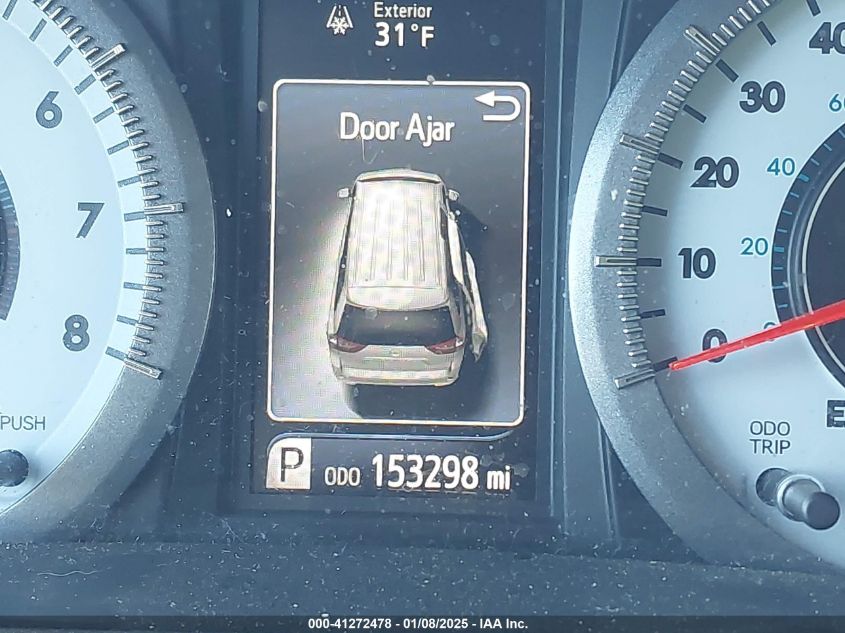 Exterior
31°F
Door Ajar
6
7
8
PUSH
40
30
20
10
0
60
40
20
0
E
ODO
TRIP
P ODO 153298 mi
000-41272478 - 01/08/2025 - IAA Inc.